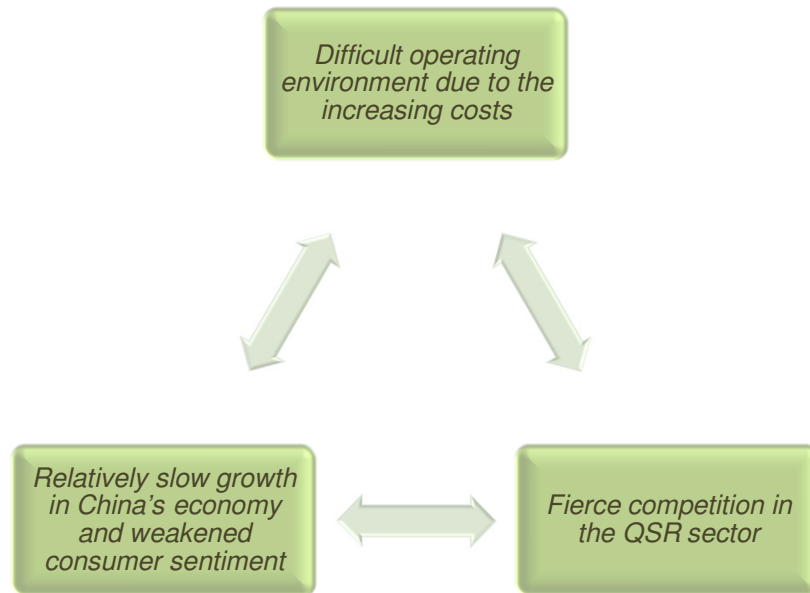 Difficult operating
environment due to the
increasing costs
Relatively slow growth
in China’s economy
and weakened
consumer sentiment
Fierce competition in
the QSR sector